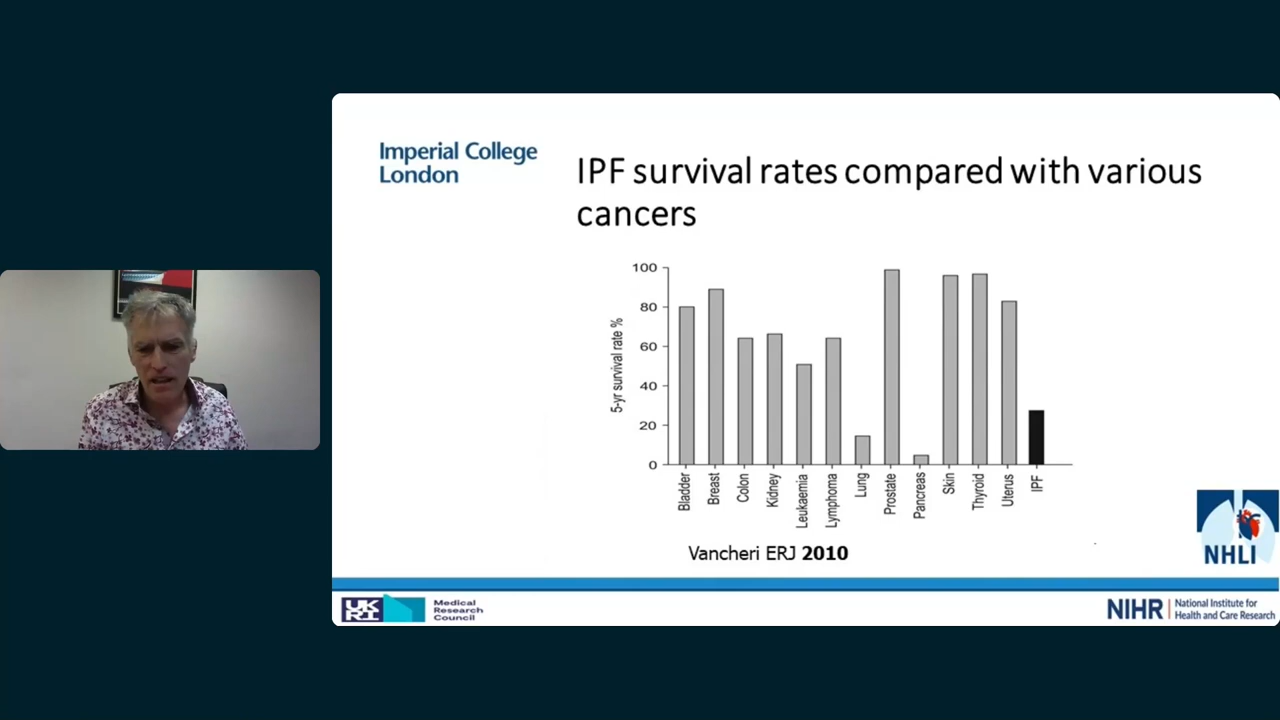 Imperial College
London
IPF survival rates compared with various
cancers
5-yr survival rate %
100
80
60
40
20
0
Bladder
Breast
Colon
Kidney
Leukaemia
Lymphoma
Lung
Prostate
Pancreas
Skin
Thyroid
Uterus
IPF
Vancheri ERJ 2010
NHLI
UK
RI
Medical
Research
Council
NIHR
National Institute for
Health and Care Research